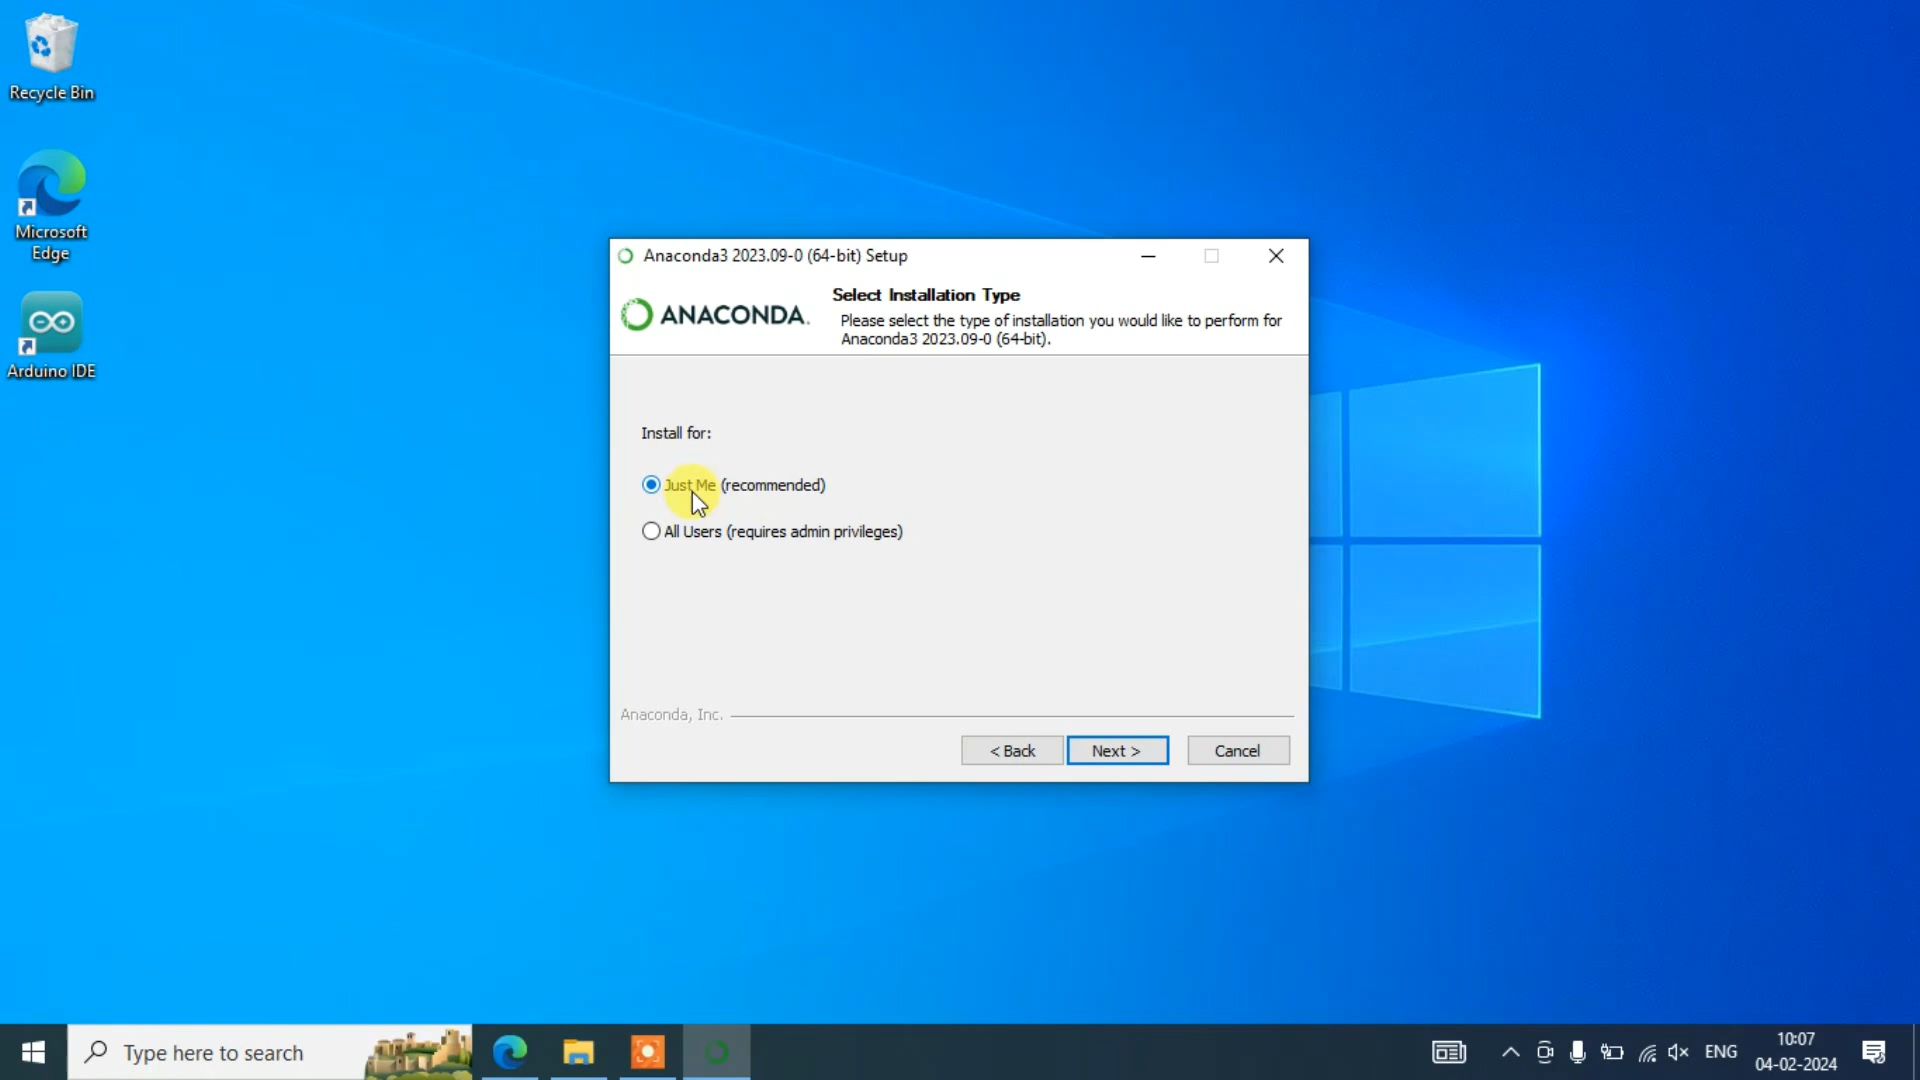 Recycle Bin
Microsoft
Edge
Arduino IDE
Anaconda3 2023.09-0 (64-bit) Setup
ANACONDA.
Select Installation Type
Please select the type of installation you would like to perform for
Anaconda3 2023.09-0 (64-bit).
Install for:
Just Me (recommended)
All Users (requires admin privileges)
Anaconda, Inc.
< Back
Next >
Cancel
Type here to search
ENG
10:07
04-02-2024